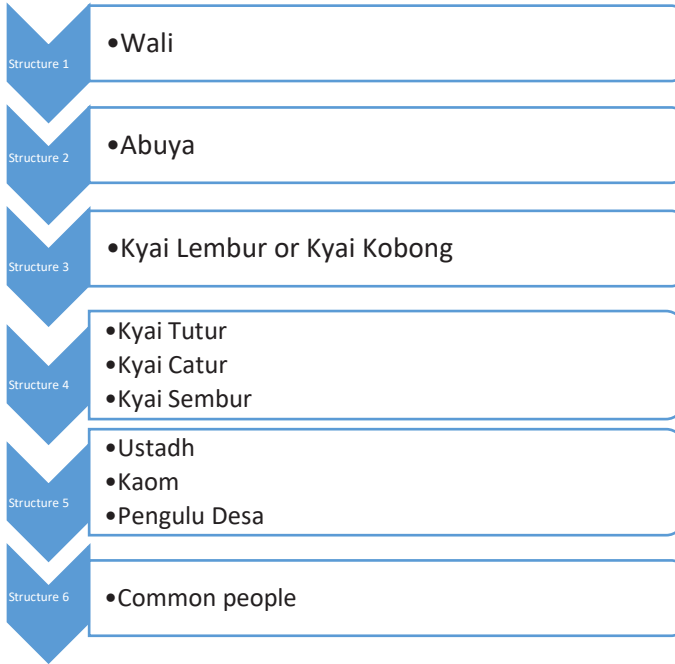 Structure 1
•Wali
Structure 2
•Abuya
Structure 3
•Kyai Lembur or Kyai Kobong
Structure 4
•Kyai Tutur
•Kyai Catur
•Kyai Sembur
Structure 5
•Ustadh
•Kaom
•Pengulu Desa
Structure 6
•Common people